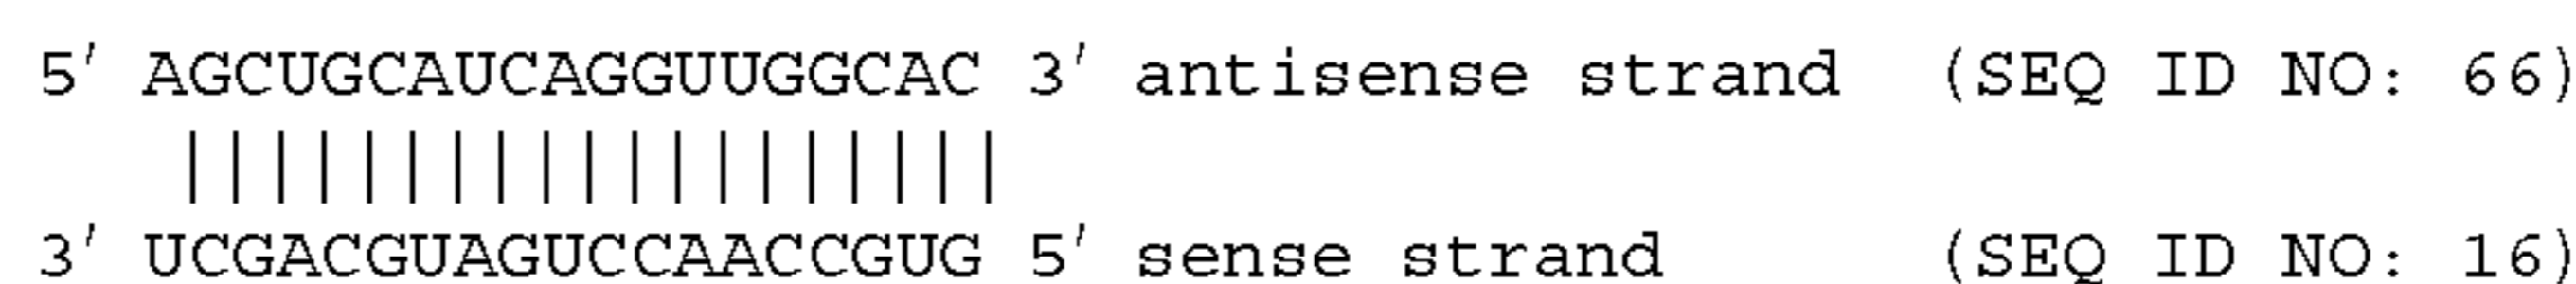 5' AGCUGCAUCAGGUUGGCAC 3' antisense strand (SEQ ID NO: 66)
|||||||||||||||||||
3' UCGACGUAGUCCAACCGUG 5' sense strand (SEQ ID NO: 16)